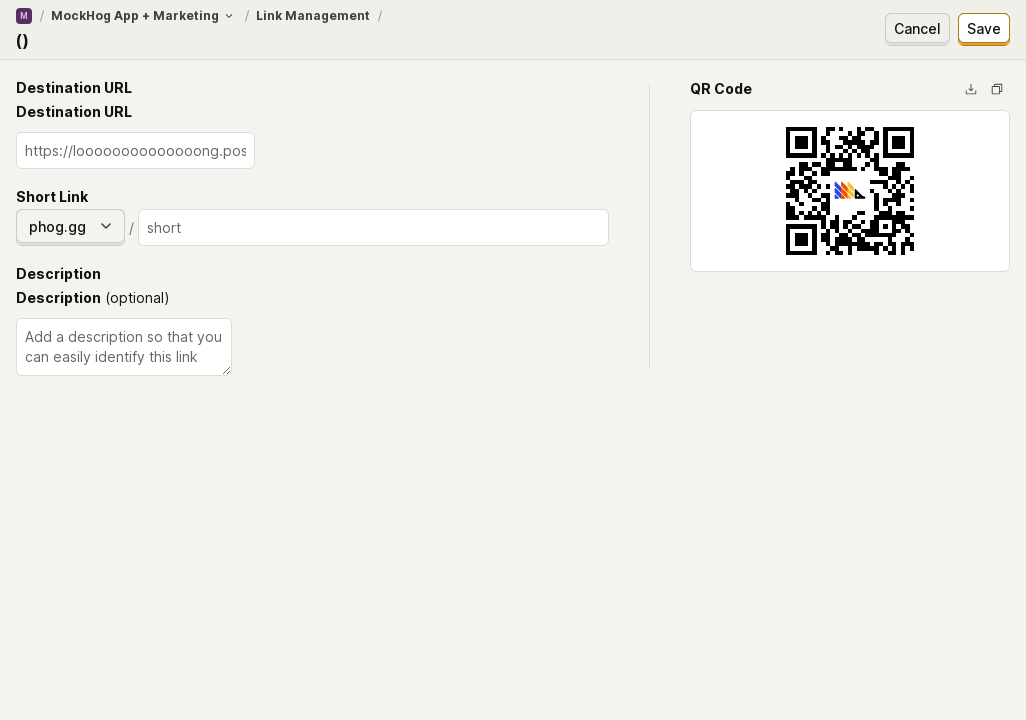 M / MockHog App + Marketing / Link Management /
()
Cancel
Save
Destination URL
Destination URL
https://loooooooooooooong.pos
Short Link
phog.gg / short
Description
Description (optional)
Add a description so that you
can easily identify this link
QR Code